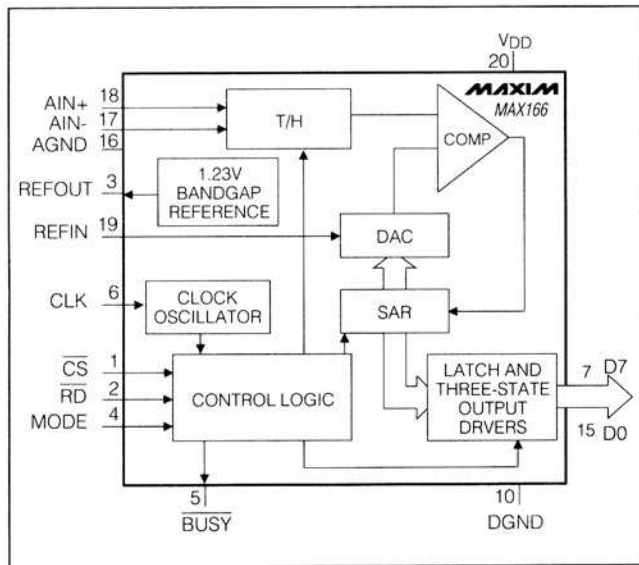 VDD
20
MAXIM
MAX166
AIN+ 18
AIN- 17
AGND 16
T/H
COMP
REFOUT 3
1.23V
BANDGAP
REFERENCE
REFIN 19
DAC
CLK 6
CLOCK
OSCILLATOR
SAR
CS 1
RD 2
MODE 4
CONTROL LOGIC
LATCH AND
THREE-STATE
OUTPUT
DRVERS
7 D7
15 D0
5
BUSY
10
DGND